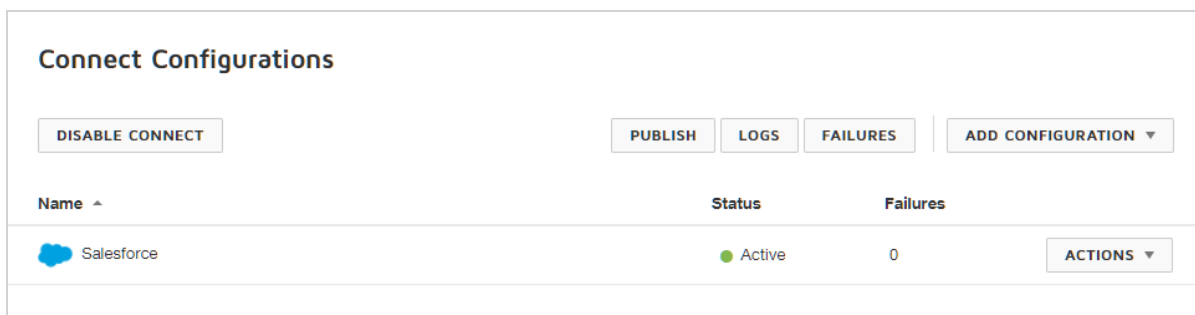 Connect Configurations
DISABLE CONNECT PUBLISH LOGS FAILURES ADD CONFIGURATION
Name Status Failures
Salesforce Active 0 ACTIONS